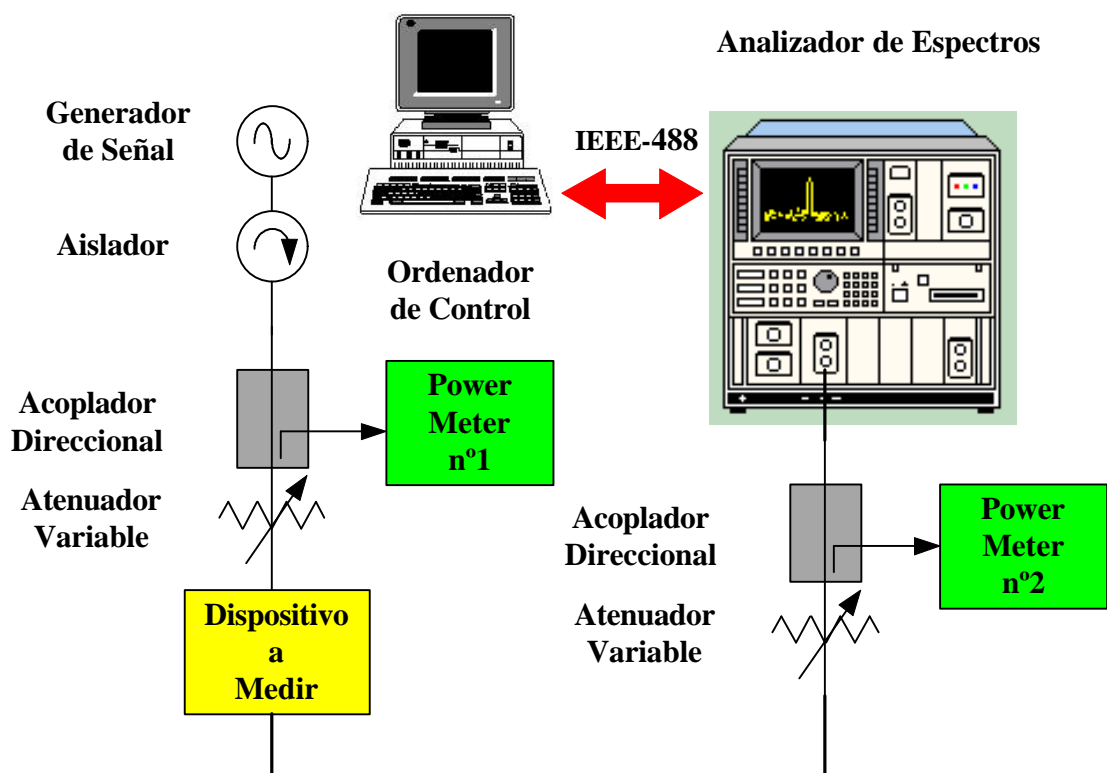 Analizador de Espectros
Generador
de Señal
IEEE-488
Aislador
Ordenador
de Control
Acoplador
Direccional
Power
Meter
nº1
Atenuador
Variable
Acoplador
Direccional
Power
Meter
nº2
Dispositivo
a
Medir
Atenuador
Variable